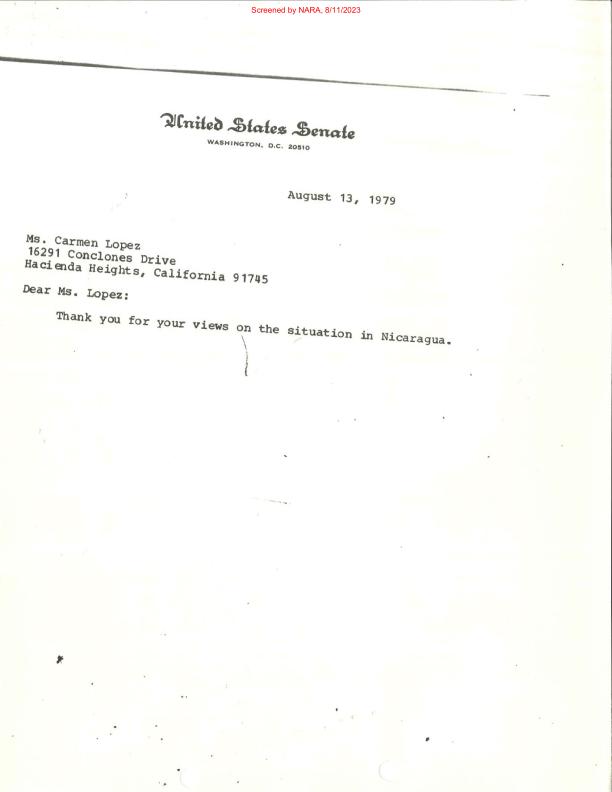 Screened by NARA, 8/11/2023
United States Senate
WASHINGTON, D.C. 20510
August 13, 1979
Ms. Carmen Lopez
16291 Conclones Drive
Hacienda Heights, California 91745
Dear Ms. Lopez:
Thank you for your views on the situation in Nicaragua.